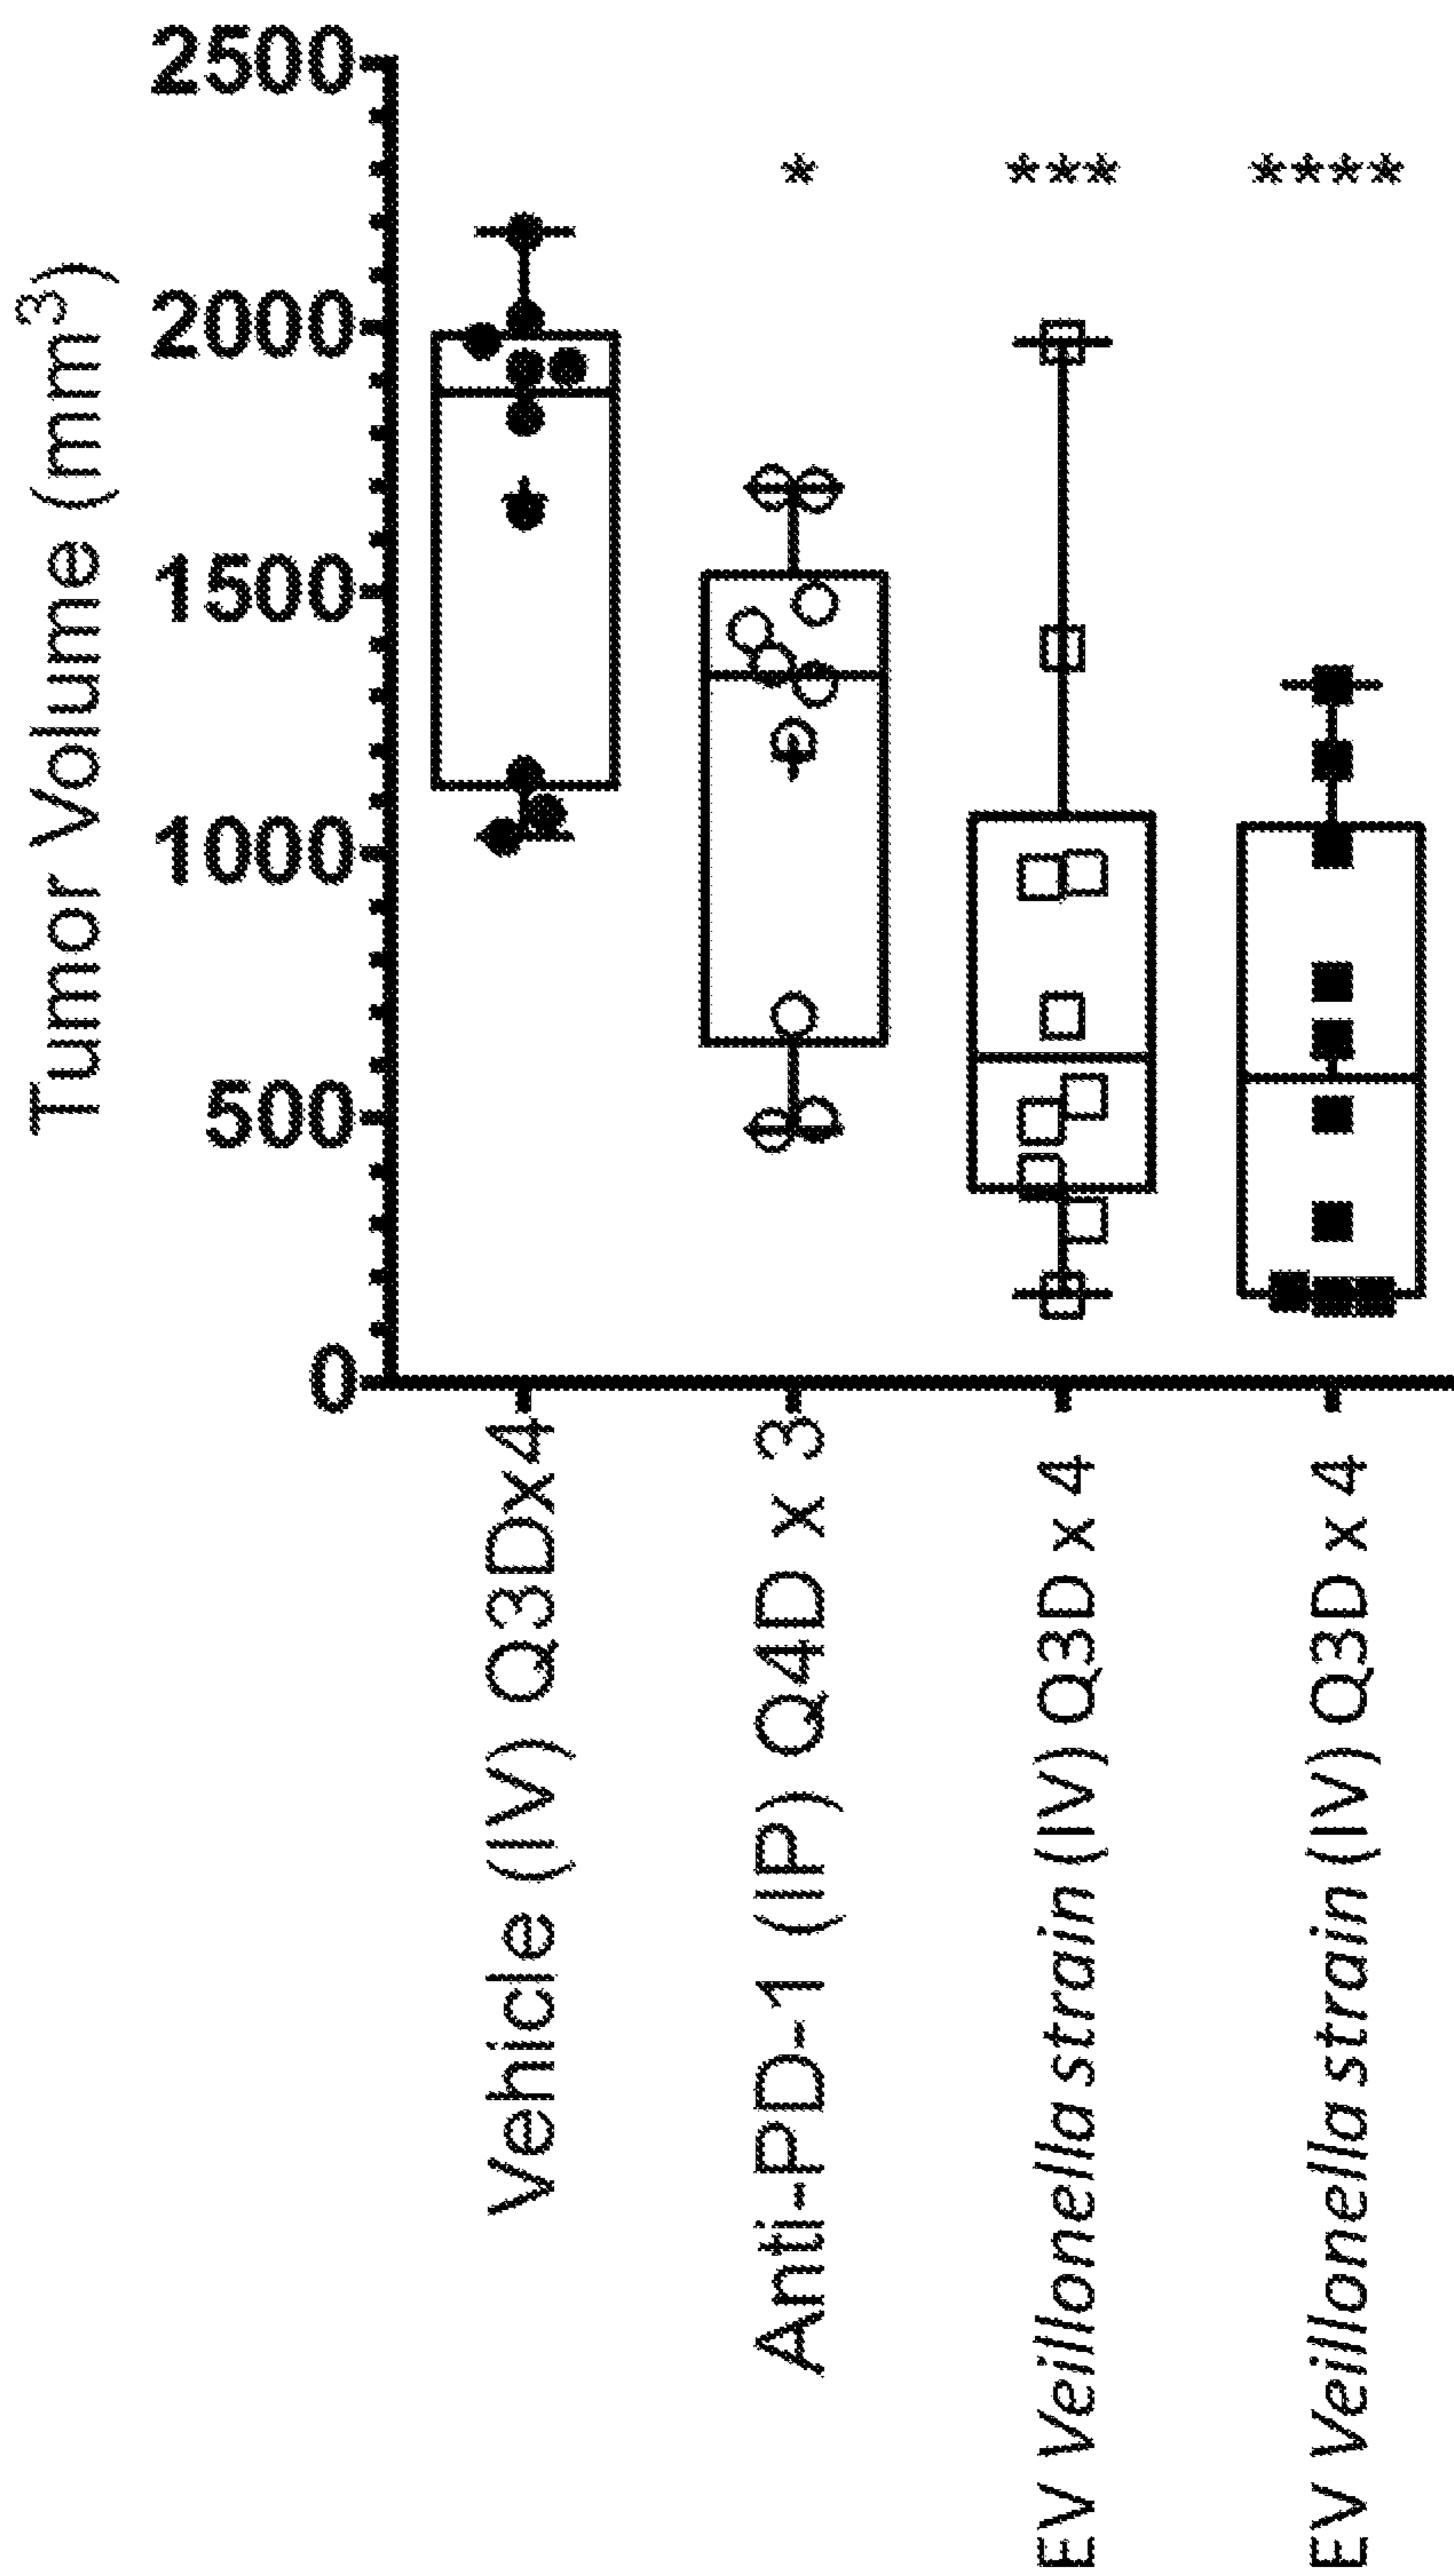 Tumor Volume (mm³)
2500
2000
1500
1000
500
0
*
***
****
Vehicle (IV) Q3Dx4
Anti-PD-1 (IP) Q4D x 3
EV Veillonella strain (IV) Q3D x 4
EV Veillonella strain (IV) Q3D x 4